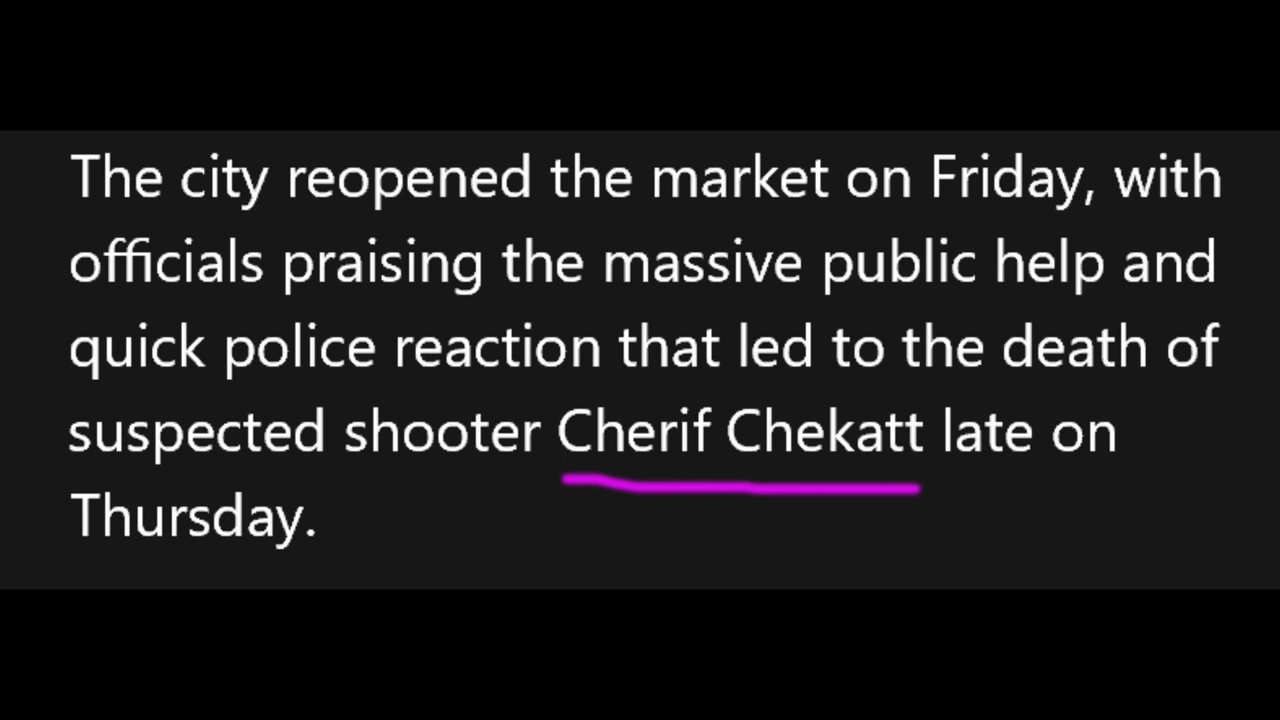 The city reopened the market on Friday, with
officials praising the massive public help and
quick police reaction that led to the death of
suspected shooter Cherif Chekatt late on
Thursday.